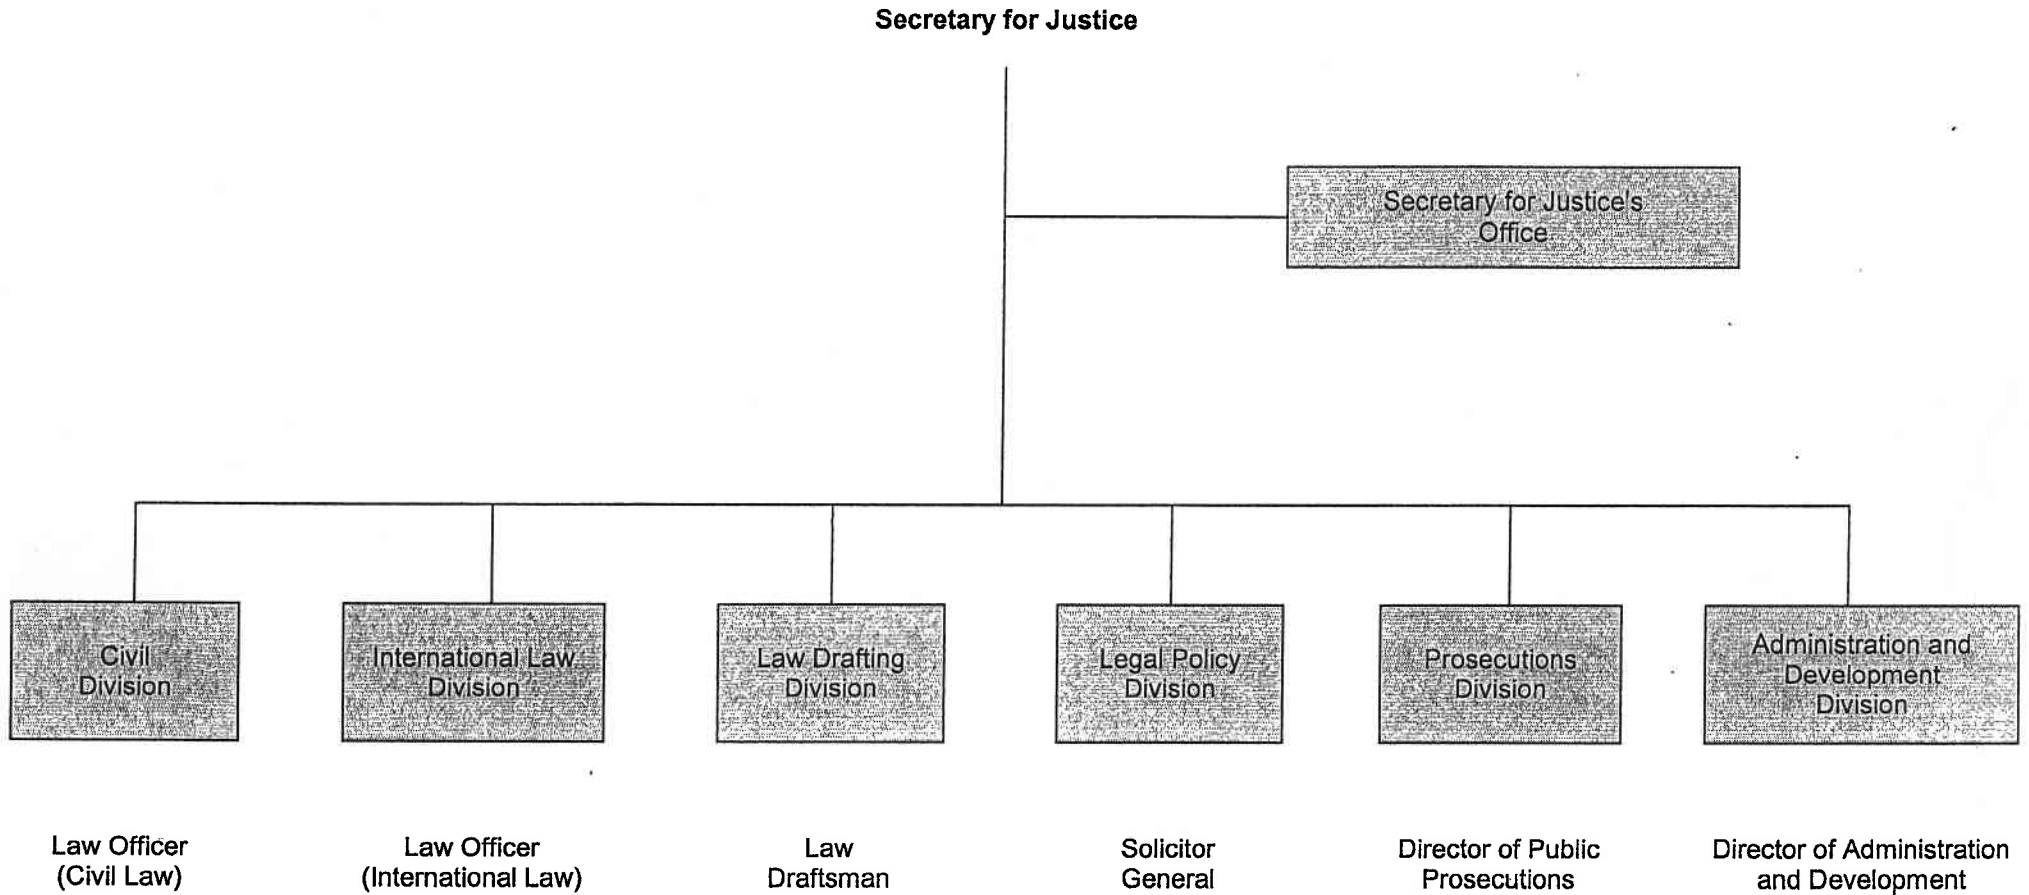 Secretary for Justice
Secretary for Justice's
Office
Civil
Division
International Law
Division
Law Drafting
Division
Legal Policy
Division
Prosecutions
Division
Administration and
Development
Division
Law Officer
(Civil Law)
Law Officer
(International Law)
Law
Draftsman
Solicitor
General
Director of Public
Prosecutions
Director of Administration
and Development